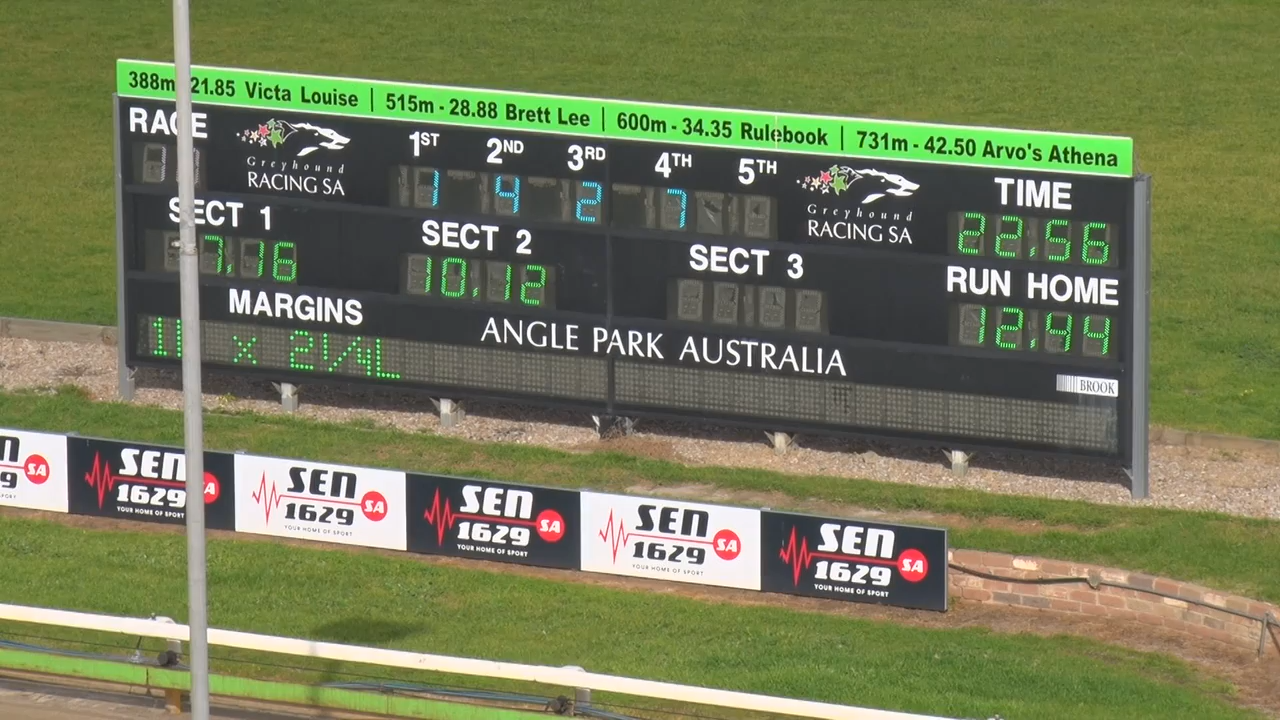 388m 21.85 Victa Louise | 515m - 28.88 Brett Lee | 600m - 34.35 Rulebook | 731m - 42.50 Arvo's Athena
RACE
Greyhound
RACING SA
1ST 2ND 3RD 4TH 5TH
1 4 2 7
Greyhound
RACING SA
TIME
22.56
SECT 1
7.16
SECT 2
10.12
SECT 3
RUN HOME
12.44
MARGINS
x 2 1/4L
ANGLE PARK AUSTRALIA
BROOK
9
SA
SEN
1629
SA
YOUR HOME OF SPORT
SEN
1629
SA
YOUR HOME OF SPORT
SEN
1629
SA
YOUR HOME OF SPORT
SEN
1629
SA
YOUR HOME OF SPORT
SEN
1629
SA
YOUR HOME OF SPORT